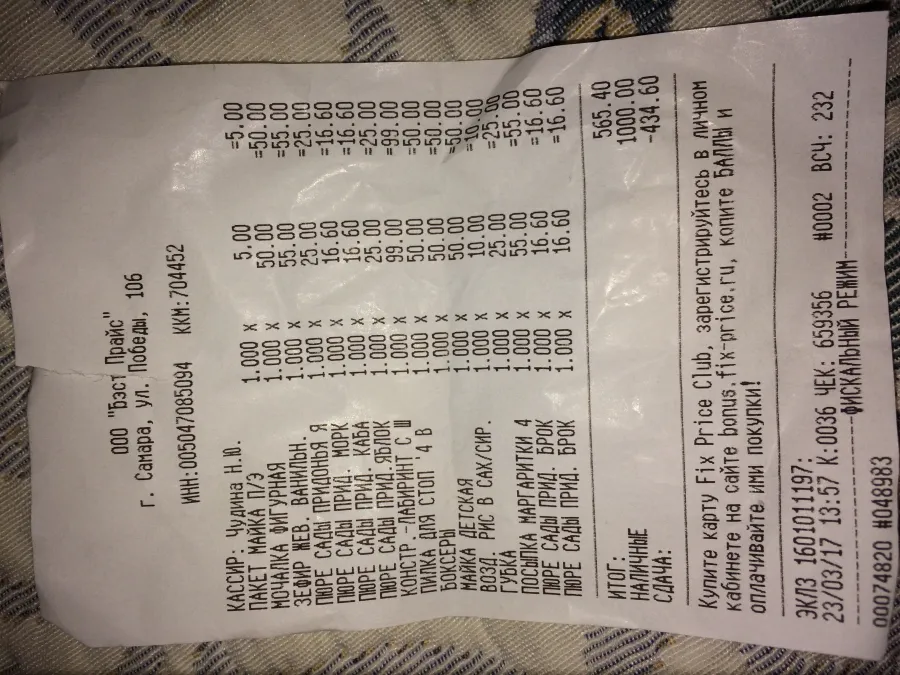 ООО "Бэст Прайс"
г. Самара, ул. Победы, 106
ИНН:005047085094 ККМ:704452
КАССИР: Чудина Н.Ю.
ПАКЕТ МАЙКА П/Э 1.000 x 5.00 =5.00
МОЧАЛКА ФИГУРНАЯ 1.000 x 50.00 =50.00
ЗЕФИР ЖЕВ. ВАНИЛЬН. 1.000 x 55.00 =55.00
ПЮРЕ САДЫ ПРИДОНЬЯ Я 1.000 x 25.00 =25.00
ПЮРЕ САДЫ ПРИД. МОРК 1.000 x 16.60 =16.60
ПЮРЕ САДЫ ПРИД. КАБА 1.000 x 16.60 =16.60
ПЮРЕ САДЫ ПРИД.ЯБЛОК 1.000 x 25.00 =25.00
КОНСТР.-ЛАБИРИНТ С Ш 1.000 x 99.00 =99.00
ПИЛКА ДЛЯ СТОП 4 В 1.000 x 50.00 =50.00
БОКСЕРЫ 1.000 x 50.00 =50.00
МАЙКА ДЕТСКАЯ 1.000 x 50.00 =50.00
ВОЗД. РИС В САХ/СИР. 1.000 x 10.00 =10.00
ГУБКА 1.000 x 25.00 =25.00
ПОСЫЛКА МАРГАРИТКИ 4 1.000 x 55.00 =55.00
ПЮРЕ САДЫ ПРИД. БРОК 1.000 x 16.60 =16.60
ПЮРЕ САДЫ ПРИД. БРОК 1.000 x 16.60 =16.60
ИТОГ: 565.40
НАЛИЧНЫЕ 1000.00
СДАЧА: -434.60
Купите карту Fix Price Club, зарегистрируйтесь в личном
кабинете на сайте bonus.fix-price.ru, копите БАЛЛЫ и
оплачивайте ими покупки!
ЭКЛЗ 1601011197:
23/03/17 13:57 К:0036 ЧЕК: 659356 #0002 ВСЧ: 232
ФИСКАЛЬНЫЙ РЕЖИМ
00074820 #048983